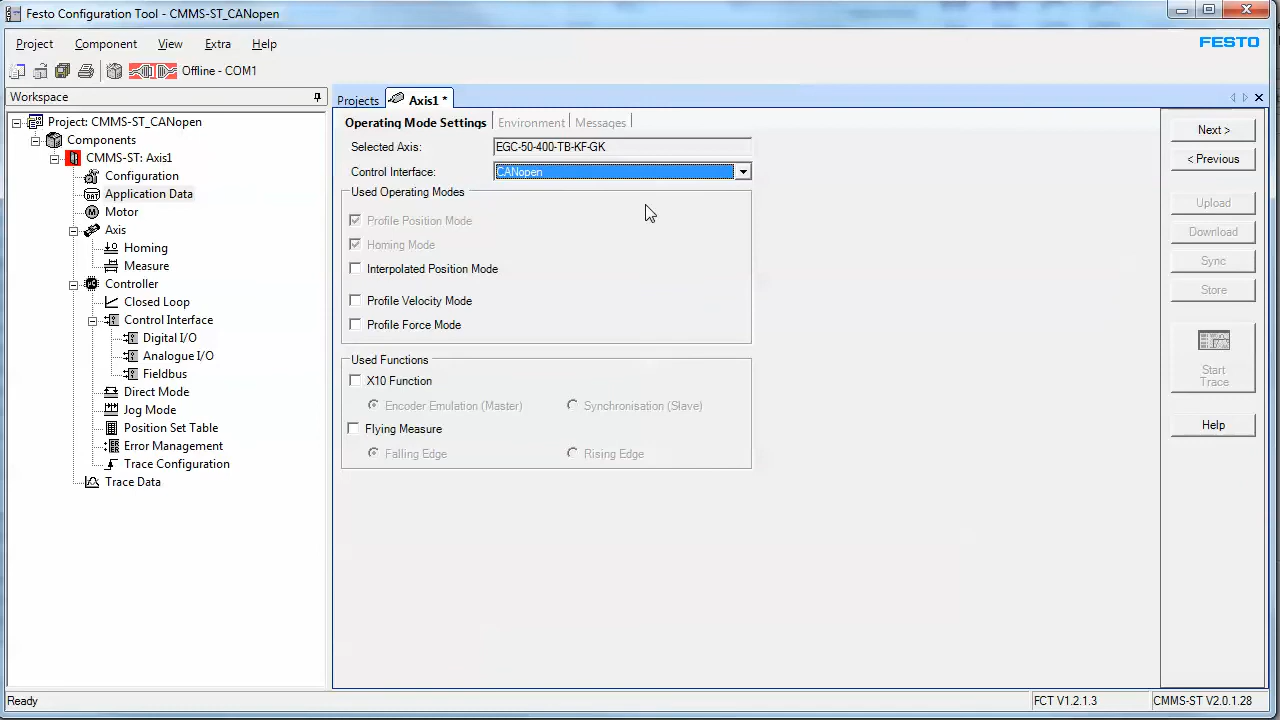 Festo Configuration Tool - CMMS-ST_CANopen
Project Component View Extra Help
FESTO
Offline - COM1
Workspace
Project: CMMS-ST_CANopen
Components
CMMS-ST: Axis1
Configuration
Application Data
Motor
Axis
Homing
Measure
Controller
Closed Loop
Control Interface
Digital I/O
Analogue I/O
Fieldbus
Direct Mode
Jog Mode
Position Set Table
Error Management
Trace Configuration
Trace Data
Projects Axis1 *
Operating Mode Settings Environment Messages
Selected Axis: EGC-50-400-TB-KF-GK
Control Interface: CANopen
Used Operating Modes
Profile Position Mode
Homing Mode
Interpolated Position Mode
Profile Velocity Mode
Profile Force Mode
Used Functions
X10 Function
Encoder Emulation (Master) Synchronisation (Slave)
Flying Measure
Falling Edge Rising Edge
Next >
< Previous
Upload
Download
Sync
Store
Start
Trace
Help
Ready FCT V1.2.1.3 CMMS-ST V2.0.1.28